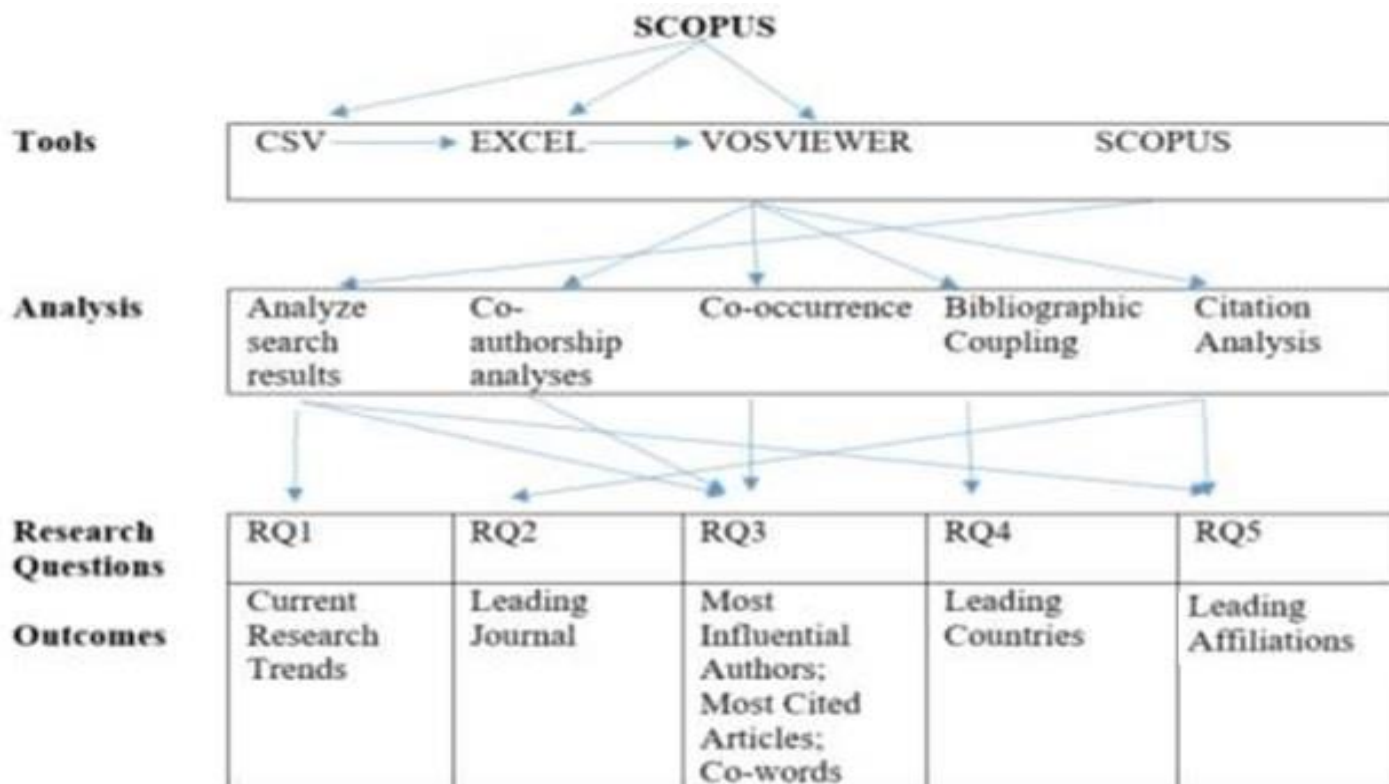 SCOPUS
Tools
CSV EXCEL VOSVIEWER SCOPUS
Analysis
Analyze
search
results
Co-
authorship
analyses
Co-occurrence
Bibliographic
Coupling
Citation
Analysis
Research
Questions
RQ1
RQ2
RQ3
RQ4
RQ5
Outcomes
Current
Research
Trends
Leading
Journal
Most
Influential
Authors;
Most Cited
Articles;
Co-words
Leading
Countries
Leading
Affiliations